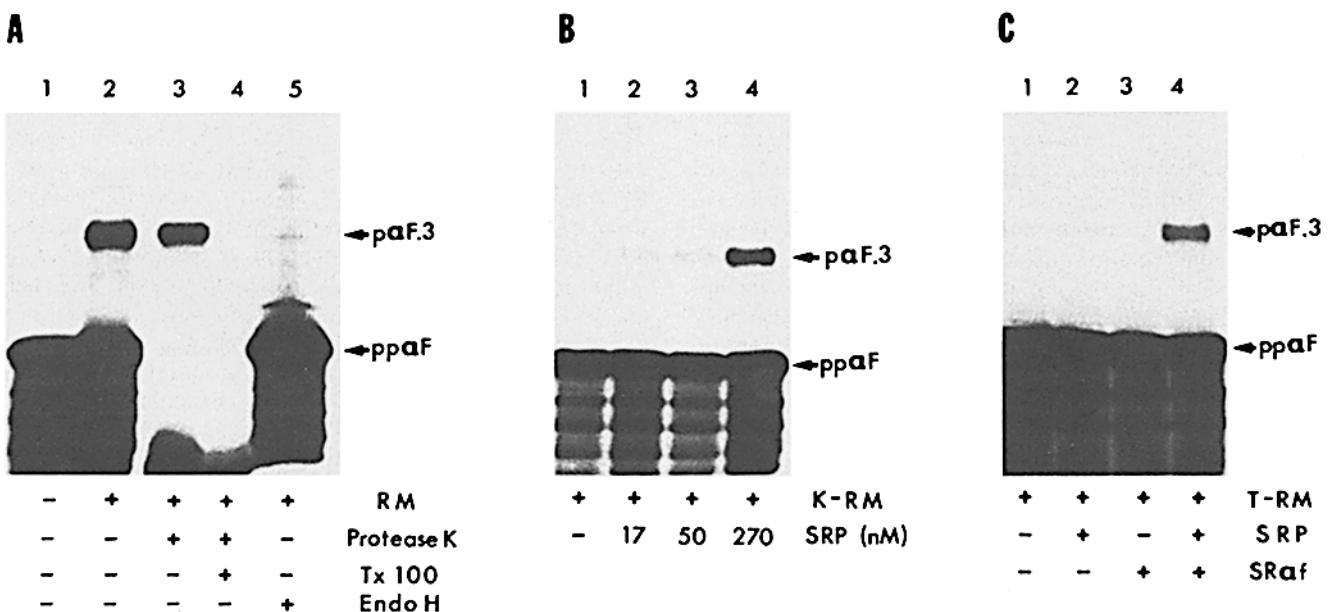 A B C
1 2 3 4 5 1 2 3 4 1 2 3 4
pαF.3 pαF.3 pαF.3
ppαF ppαF ppαF
- + + + + RM + + + + K-RM + + + + T-RM
- - + + - Protease K - 17 50 270 SRP (nM) - + - + SRP
- - - + - Tx 100 - - + + SRαf
- - - - + Endo H